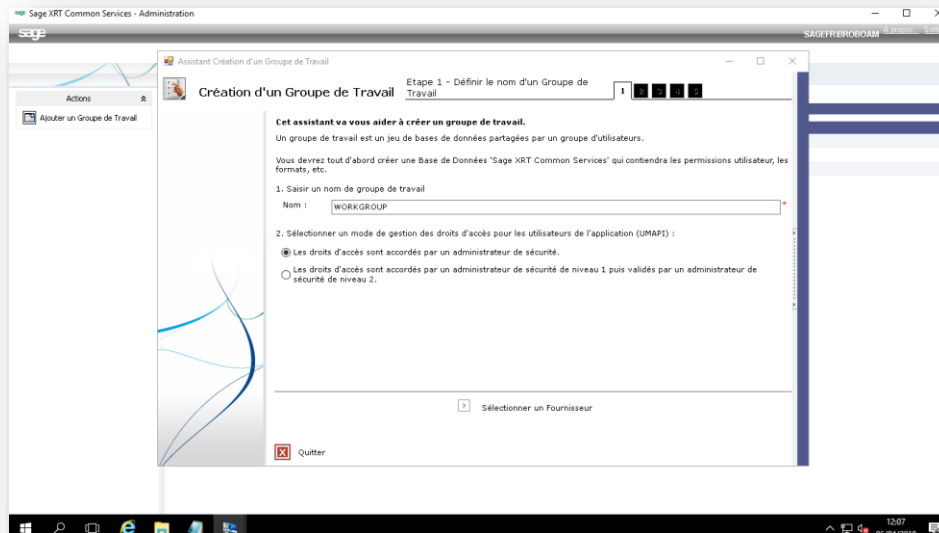 Sage XRT Common Services - Administration
sage
SAGEFR\BROBOAM A propos... Sortie
Assistant Création d'un Groupe de Travail
Création d'un Groupe de Travail
Etape 1 - Définir le nom d'un Groupe de
Travail
1 2 3 4 5
Actions
Ajouter un Groupe de Travail
Cet assistant va vous aider à créer un groupe de travail.
Un groupe de travail est un jeu de bases de données partagées par un groupe d'utilisateurs.
Vous devrez tout d'abord créer une Base de Données 'Sage XRT Common Services' qui contiendra les permissions utilisateur, les
formats, etc.
1. Saisir un nom de groupe de travail
Nom : WORKGROUP *
2. Sélectionner un mode de gestion des droits d'accès pour les utilisateurs de l'application (UMAPI) :
Les droits d'accès sont accordés par un administrateur de sécurité.
Les droits d'accès sont accordés par un administrateur de sécurité de niveau 1 puis validés par un administrateur de
sécurité de niveau 2.
Sélectionner un Fournisseur
Quitter
12:07